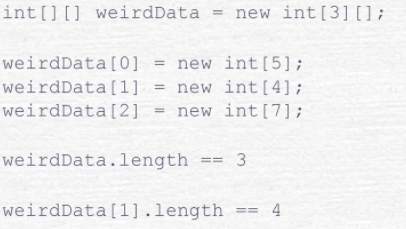 int[][] weirdData = new int[3][];
weirdData[0] = new int[5];
weirdData[1] = new int[4];
weirdData[2] = new int[7];
weirdData.length == 3
weirdData[1].length == 4